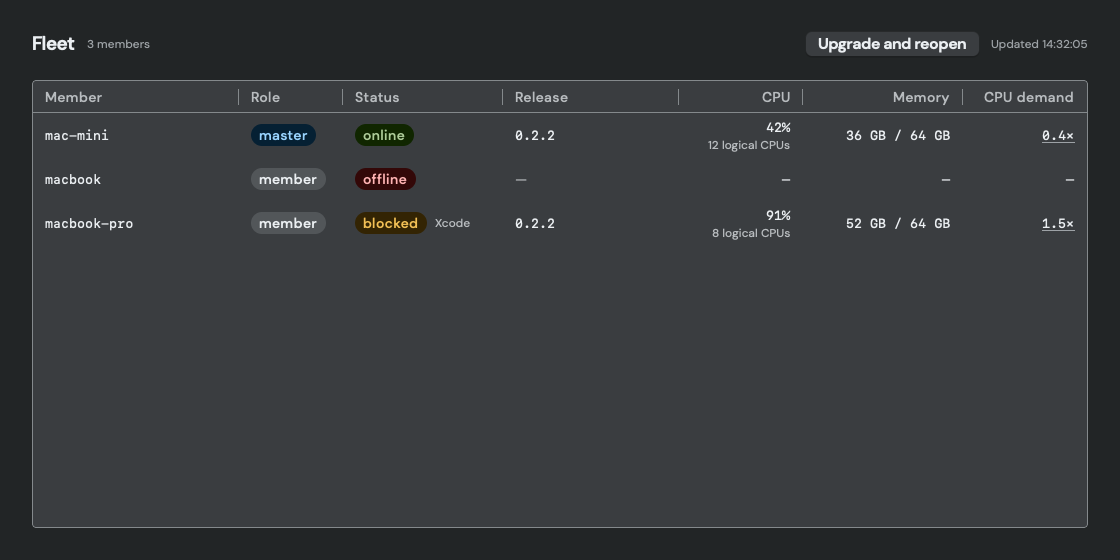 Fleet 3 members Upgrade and reopen Updated 14:32:05
Member Role Status Release CPU Memory CPU demand
mac-mini master online 0.2.2 42% 36 GB / 64 GB 0.4×
12 logical CPUs
macbook member offline — — — —
macbook-pro member blocked Xcode 0.2.2 91% 52 GB / 64 GB 1.5×
8 logical CPUs